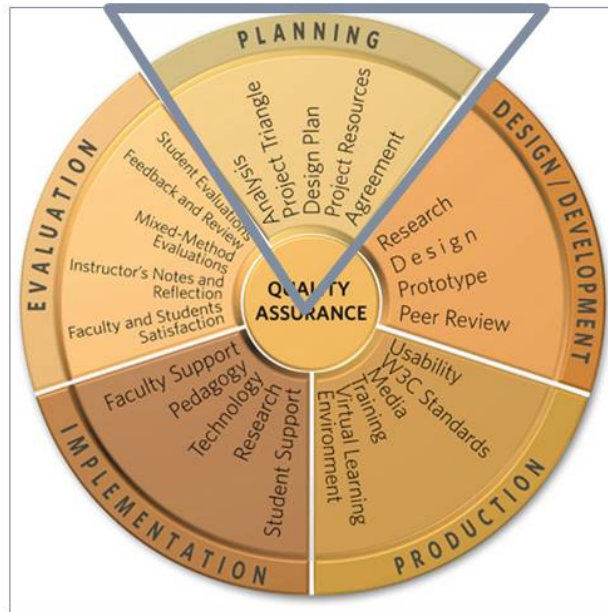 PLANNING
Analysis
Project Triangle
Design Plan
Project Resources
Agreement
DESIGN/DEVELOPMENT
Research
Design
Prototype
Peer Review
PRODUCTION
Usability
W3C Standards
Media
Training
Virtual Learning
Environment
IMPLEMENTATION
Faculty Support
Pedagogy
Technology
Research
Student Support
EVALUATION
Student Evaluations
Feedback and Review
Mixed-Method
Evaluations
Instructor's Notes and
Reflection
Faculty and Students
Satisfaction
QUALITY
ASSURANCE